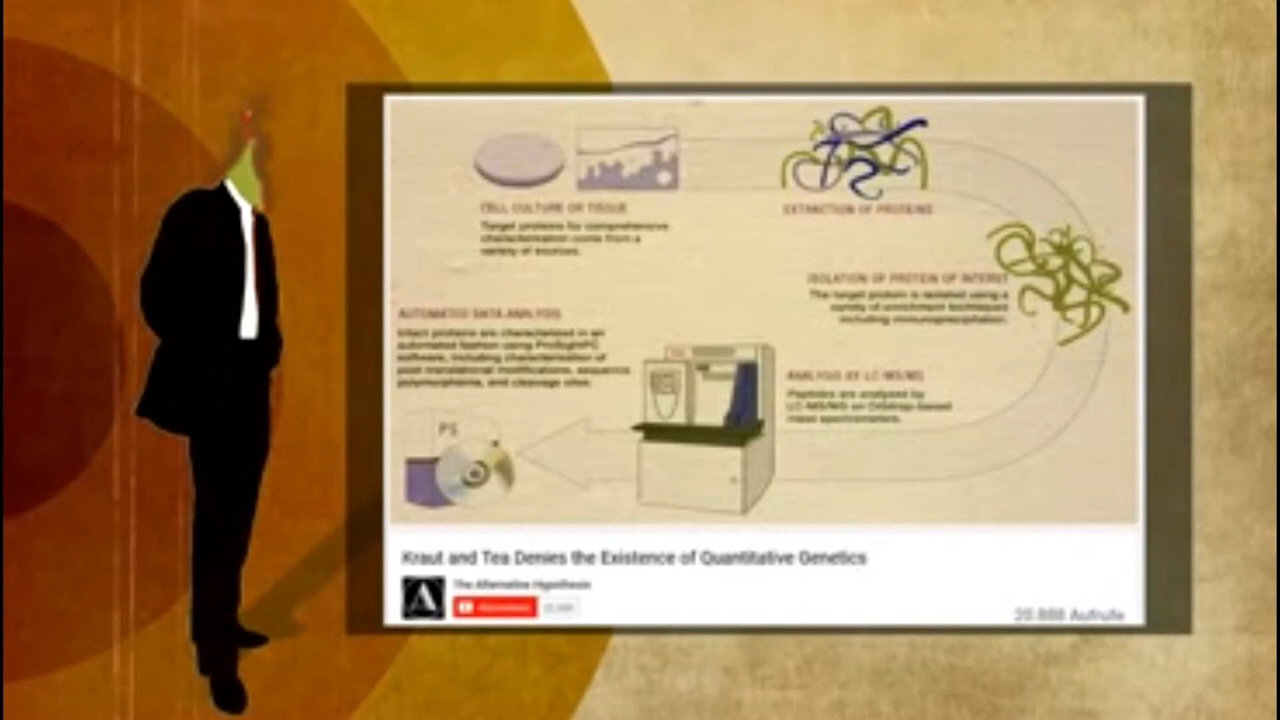 CELL CULTURE OR TISSUE
Target proteins for comprehensive
characterization come from a
variety of sources.
EXTRACTION OF PROTEINS
ISOLATION OF PROTEIN OF INTEREST
The target protein is isolated using a
variety of enrichment techniques
including immunoprecipitation.
AUTOMATED DATA ANALYSIS
Intact proteins are characterized in an
automated fashion using ProSightPC
software, including characterization of
post translational modifications, sequence
polymorphisms, and cleavage sites.
ANALYSIS BY LC MS/MS
Peptides are analyzed by
LC-MS/MS on Orbitrap-based
mass spectrometers.
PS
Kraut and Tea Denies the Existence of Quantitative Genetics
A
The Alternative Hypothesis
Abonnieren
20.888 Aufrufe